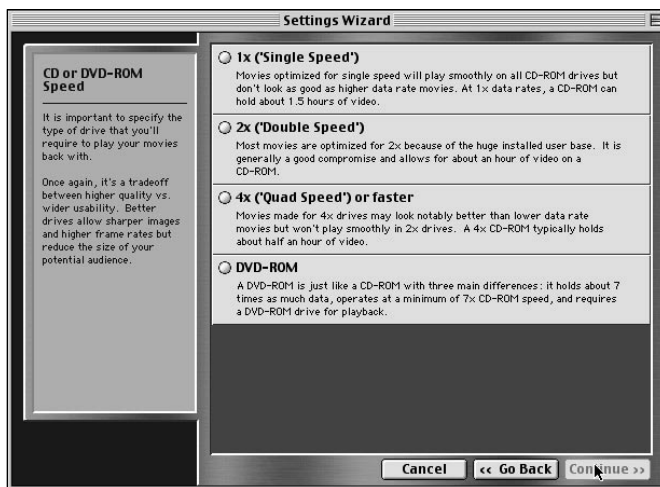 Settings Wizard
CD or DVD-ROM
Speed
It is important to specify the
type of drive that you'll
require to play your movies
back with.
Once again, it's a tradeoff
between higher quality vs.
wider usability. Better
drives allow sharper images
and higher frame rates but
reduce the size of your
potential audience.
1x ('Single Speed')
Movies optimized for single speed will play smoothly on all CD-ROM drives but
don't look as good as higher data rate movies. At 1x data rates, a CD-ROM can
hold about 1.5 hours of video.
2x ('Double Speed')
Most movies are optimized for 2x because of the huge installed user base. It is
generally a good compromise and allows for about an hour of video on a
CD-ROM.
4x ('Quad Speed') or faster
Movies made for 4x drives may look notably better than lower data rate
movies but won't play smoothly in 2x drives. A 4x CD-ROM typically holds
about half an hour of video.
DVD-ROM
A DVD-ROM is just like a CD-ROM with three main differences: it holds about 7
times as much data, operates at a minimum of 7x CD-ROM speed, and requires
a DVD-ROM drive for playback.
Cancel
<< Go Back
Continue >>